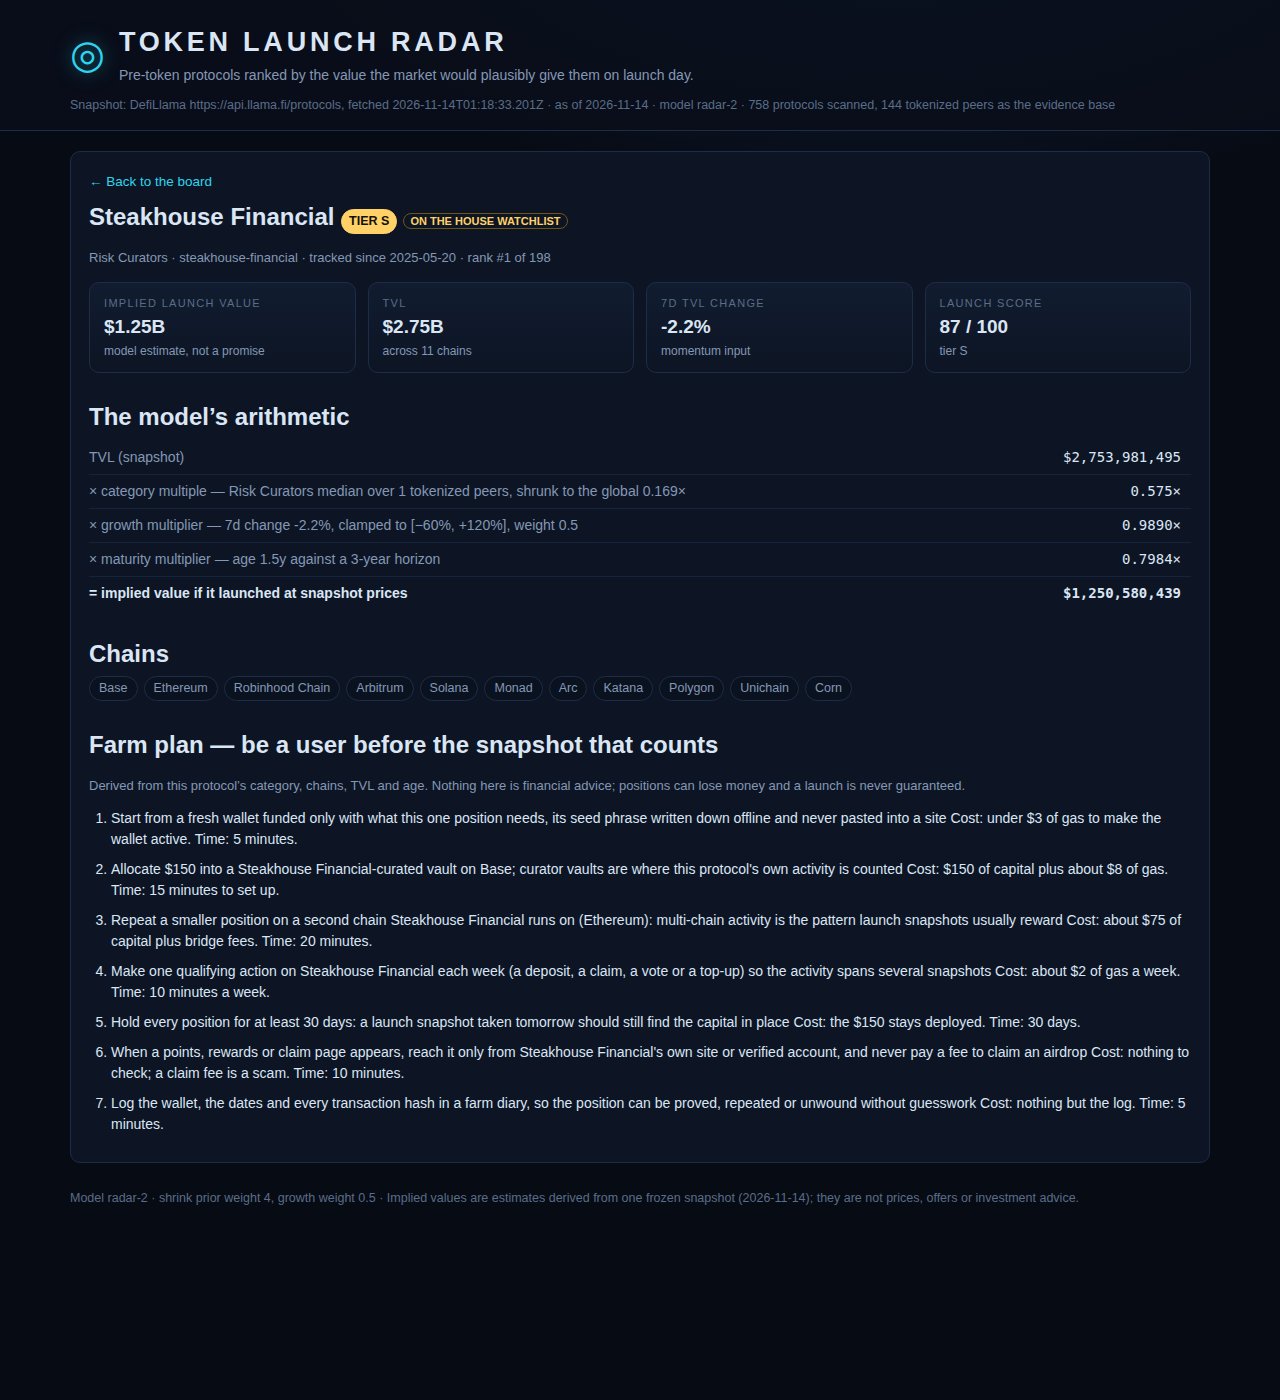 TOKEN LAUNCH RADAR
Pre-token protocols ranked by the value the market would plausibly give them on launch day.
Snapshot: DefiLlama https://api.llama.fi/protocols, fetched 2026-11-14T01:18:33.201Z · as of 2026-11-14 · model radar-2 · 758 protocols scanned, 144 tokenized peers as the evidence base
← Back to the board
Steakhouse Financial TIER S ON THE HOUSE WATCHLIST
Risk Curators · steakhouse-financial · tracked since 2025-05-20 · rank #1 of 198
IMPLIED LAUNCH VALUE
$1.25B
model estimate, not a promise
TVL
$2.75B
across 11 chains
7D TVL CHANGE
-2.2%
momentum input
LAUNCH SCORE
87 / 100
tier S
The model’s arithmetic
TVL (snapshot) $2,753,981,495
× category multiple — Risk Curators median over 1 tokenized peers, shrunk to the global 0.169× 0.575×
× growth multiplier — 7d change -2.2%, clamped to [−60%, +120%], weight 0.5 0.9890×
× maturity multiplier — age 1.5y against a 3-year horizon 0.7984×
= implied value if it launched at snapshot prices $1,250,580,439
Chains
Base Ethereum Robinhood Chain Arbitrum Solana Monad Arc Katana Polygon Unichain Corn
Farm plan — be a user before the snapshot that counts
Derived from this protocol's category, chains, TVL and age. Nothing here is financial advice; positions can lose money and a launch is never guaranteed.
1. Start from a fresh wallet funded only with what this one position needs, its seed phrase written down offline and never pasted into a site Cost: under $3 of gas to make the
wallet active. Time: 5 minutes.
2. Allocate $150 into a Steakhouse Financial-curated vault on Base; curator vaults are where this protocol's own activity is counted Cost: $150 of capital plus about $8 of gas.
Time: 15 minutes to set up.
3. Repeat a smaller position on a second chain Steakhouse Financial runs on (Ethereum): multi-chain activity is the pattern launch snapshots usually reward Cost: about $75 of
capital plus bridge fees. Time: 20 minutes.
4. Make one qualifying action on Steakhouse Financial each week (a deposit, a claim, a vote or a top-up) so the activity spans several snapshots Cost: about $2 of gas a week.
Time: 10 minutes a week.
5. Hold every position for at least 30 days: a launch snapshot taken tomorrow should still find the capital in place Cost: the $150 stays deployed. Time: 30 days.
6. When a points, rewards or claim page appears, reach it only from Steakhouse Financial's own site or verified account, and never pay a fee to claim an airdrop Cost: nothing to
check; a claim fee is a scam. Time: 10 minutes.
7. Log the wallet, the dates and every transaction hash in a farm diary, so the position can be proved, repeated or unwound without guesswork Cost: nothing but the log. Time: 5
minutes.
Model radar-2 · shrink prior weight 4, growth weight 0.5 · Implied values are estimates derived from one frozen snapshot (2026-11-14); they are not prices, offers or investment advice.